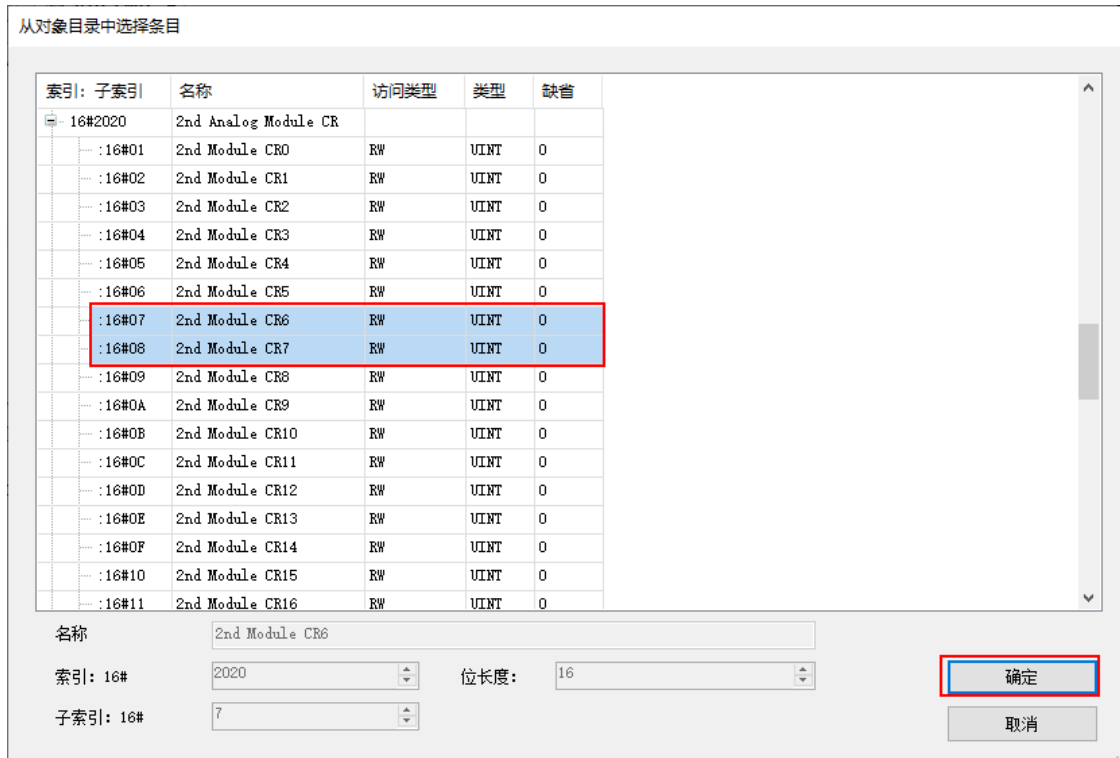 从对象目录中选择条目
索引: 子索引 名称 访问类型 类型 缺省
16#2020 2nd Analog Module CR
:16#01 2nd Module CR0 RW UINT 0
:16#02 2nd Module CR1 RW UINT 0
:16#03 2nd Module CR2 RW UINT 0
:16#04 2nd Module CR3 RW UINT 0
:16#05 2nd Module CR4 RW UINT 0
:16#06 2nd Module CR5 RW UINT 0
:16#07 2nd Module CR6 RW UINT 0
:16#08 2nd Module CR7 RW UINT 0
:16#09 2nd Module CR8 RW UINT 0
:16#0A 2nd Module CR9 RW UINT 0
:16#0B 2nd Module CR10 RW UINT 0
:16#0C 2nd Module CR11 RW UINT 0
:16#0D 2nd Module CR12 RW UINT 0
:16#0E 2nd Module CR13 RW UINT 0
:16#0F 2nd Module CR14 RW UINT 0
:16#10 2nd Module CR15 RW UINT 0
:16#11 2nd Module CR16 RW UINT 0
名称 2nd Module CR6
索引: 16# 2020 位长度: 16 确定
子索引: 16# 7 取消